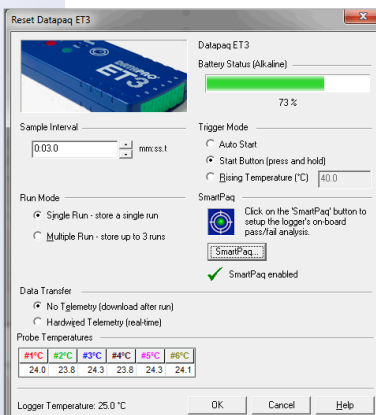 Reset Datapaq ET3
DATAPAQ
ET3
Datapaq ET3
Battery Status (Alkaline)
73 %
Sample Interval
0:03.0 mm:ss.t
Trigger Mode
Auto Start
Start Button (press and hold)
Rising Temperature (°C) 40.0
Run Mode
Single Run - store a single run
Multiple Run - store up to 3 runs
SmartPaq
Click on the 'SmartPaq' button to
setup the logger's on-board
pass/fail analysis.
SmartPaq...
SmartPaq enabled
Data Transfer
No Telemetry (download after run)
Hardwired Telemetry (real-time)
Probe Temperatures
#1°C #2°C #3°C #4°C #5°C #6°C
24.0 23.8 24.3 23.8 24.3 24.1
Logger Temperature: 25.0 °C
OK Cancel Help